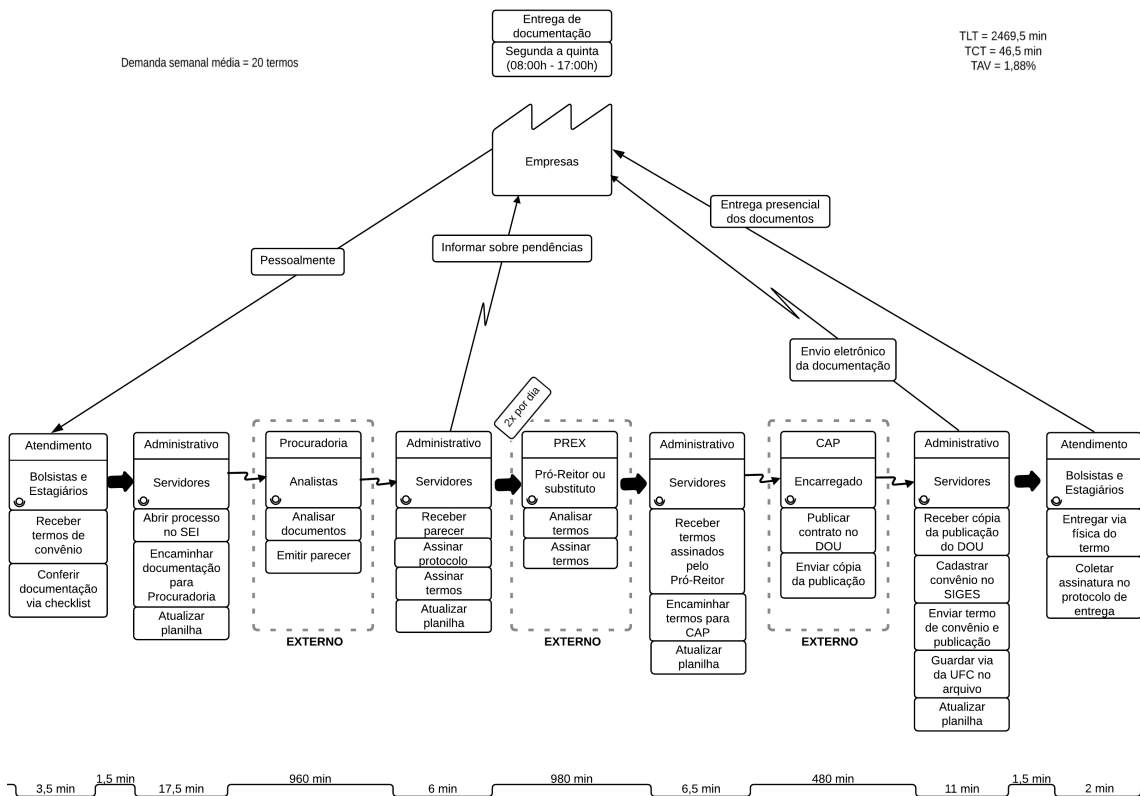 Entrega de
documentação
Segunda a quinta
(08:00h - 17:00h)
Demanda semanal média = 20 termos
TLT = 2469,5 min
TCT = 46,5 min
TAV = 1,88%
Empresas
Entrega presencial
dos documentos
Informar sobre pendências
Pessoalmente
Envio eletrônico
da documentação
2x por dia
Atendimento
Bolsistas e
Estagiários
Receber
termos de
convênio
Conferir
documentação
via checklist
Administrativo
Servidores
Abrir processo
no SEI
Encaminhar
documentação
para
Procuradoria
Atualizar
planilha
Procuradoria
Analistas
Analisar
documentos
Emitir parecer
EXTERNO
Administrativo
Servidores
Receber
parecer
Assinar
protocolo
Assinar
termos
Atualizar
planilha
PREX
Pró-Reitor ou
substituto
Analisar
termos
Assinar
termos
EXTERNO
Administrativo
Servidores
Receber
termos
assinados
pelo
Pró-Reitor
Encaminhar
termos para
CAP
Atualizar
planilha
CAP
Encarregado
Publicar
contrato no
DOU
Enviar cópia
da publicação
EXTERNO
Administrativo
Servidores
Receber cópia
da publicação
do DOU
Cadastrar
convênio no
SIGES
Enviar termo
de convênio e
publicação
Guardar via
da UFC no
arquivo
Atualizar
planilha
Atendimento
Bolsistas e
Estagiários
Entregar via
física do
termo
Coletar
assinatura no
protocolo de
entrega
3,5 min
1,5 min
17,5 min
960 min
6 min
980 min
6,5 min
480 min
11 min
1,5 min
2 min